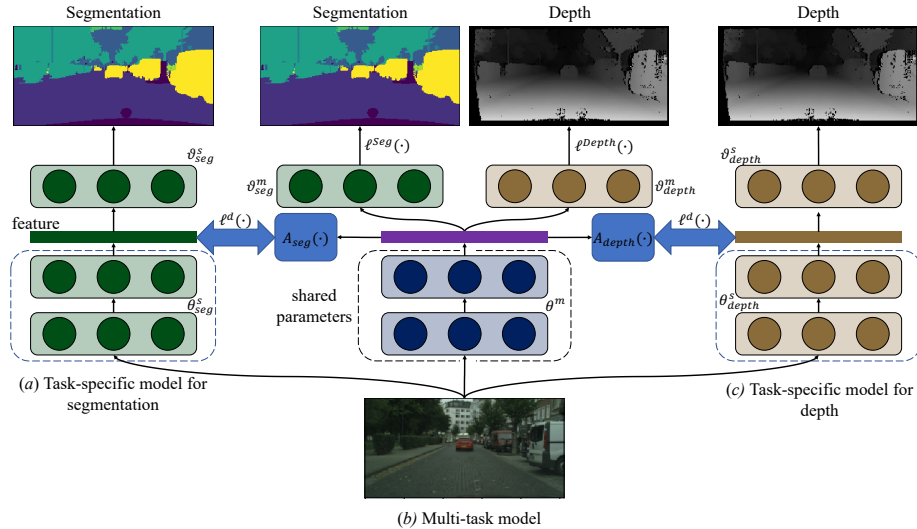 Segmentation
Segmentation
Depth
Depth
ϑ^s_{seg}
ℓ^{Seg}(·)
ℓ^{Depth}(·)
ϑ^m_{seg}
ϑ^m_{depth}
ϑ^s_{depth}
feature
ℓ^d(·)
A_{seg}(·)
A_{depth}(·)
ℓ^d(·)
θ^s_{seg}
shared
parameters
θ^m
θ^s_{depth}
(a) Task-specific model for
segmentation
(c) Task-specific model for
depth
(b) Multi-task model